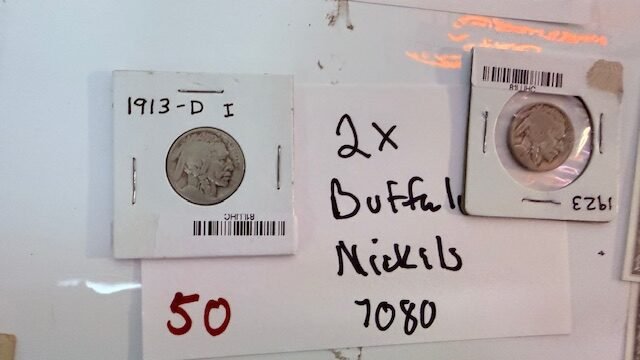 1913-D I
2x
Buffalo
Nickels
7080
50
1923